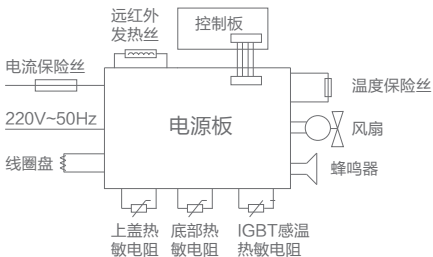 远红外
发热丝
控制板
电流保险丝
温度保险丝
220V~50Hz
电源板
风扇
线圈盘
蜂鸣器
上盖热
敏电阻
底部热
敏电阻
IGBT感温
热敏电阻